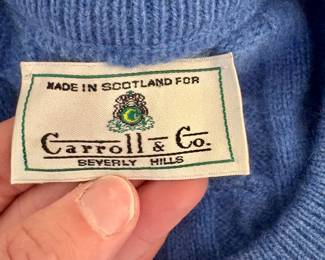 MADE IN SCOTLAND FOR
Carroll & Co.
BEVERLY HILLS